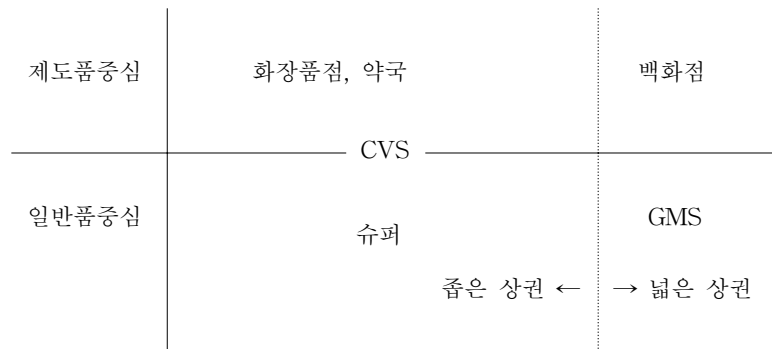 제도품중심 화장품점, 약국 백화점
CVS
일반품중심 슈퍼 GMS
좁은 상권 ← → 넓은 상권